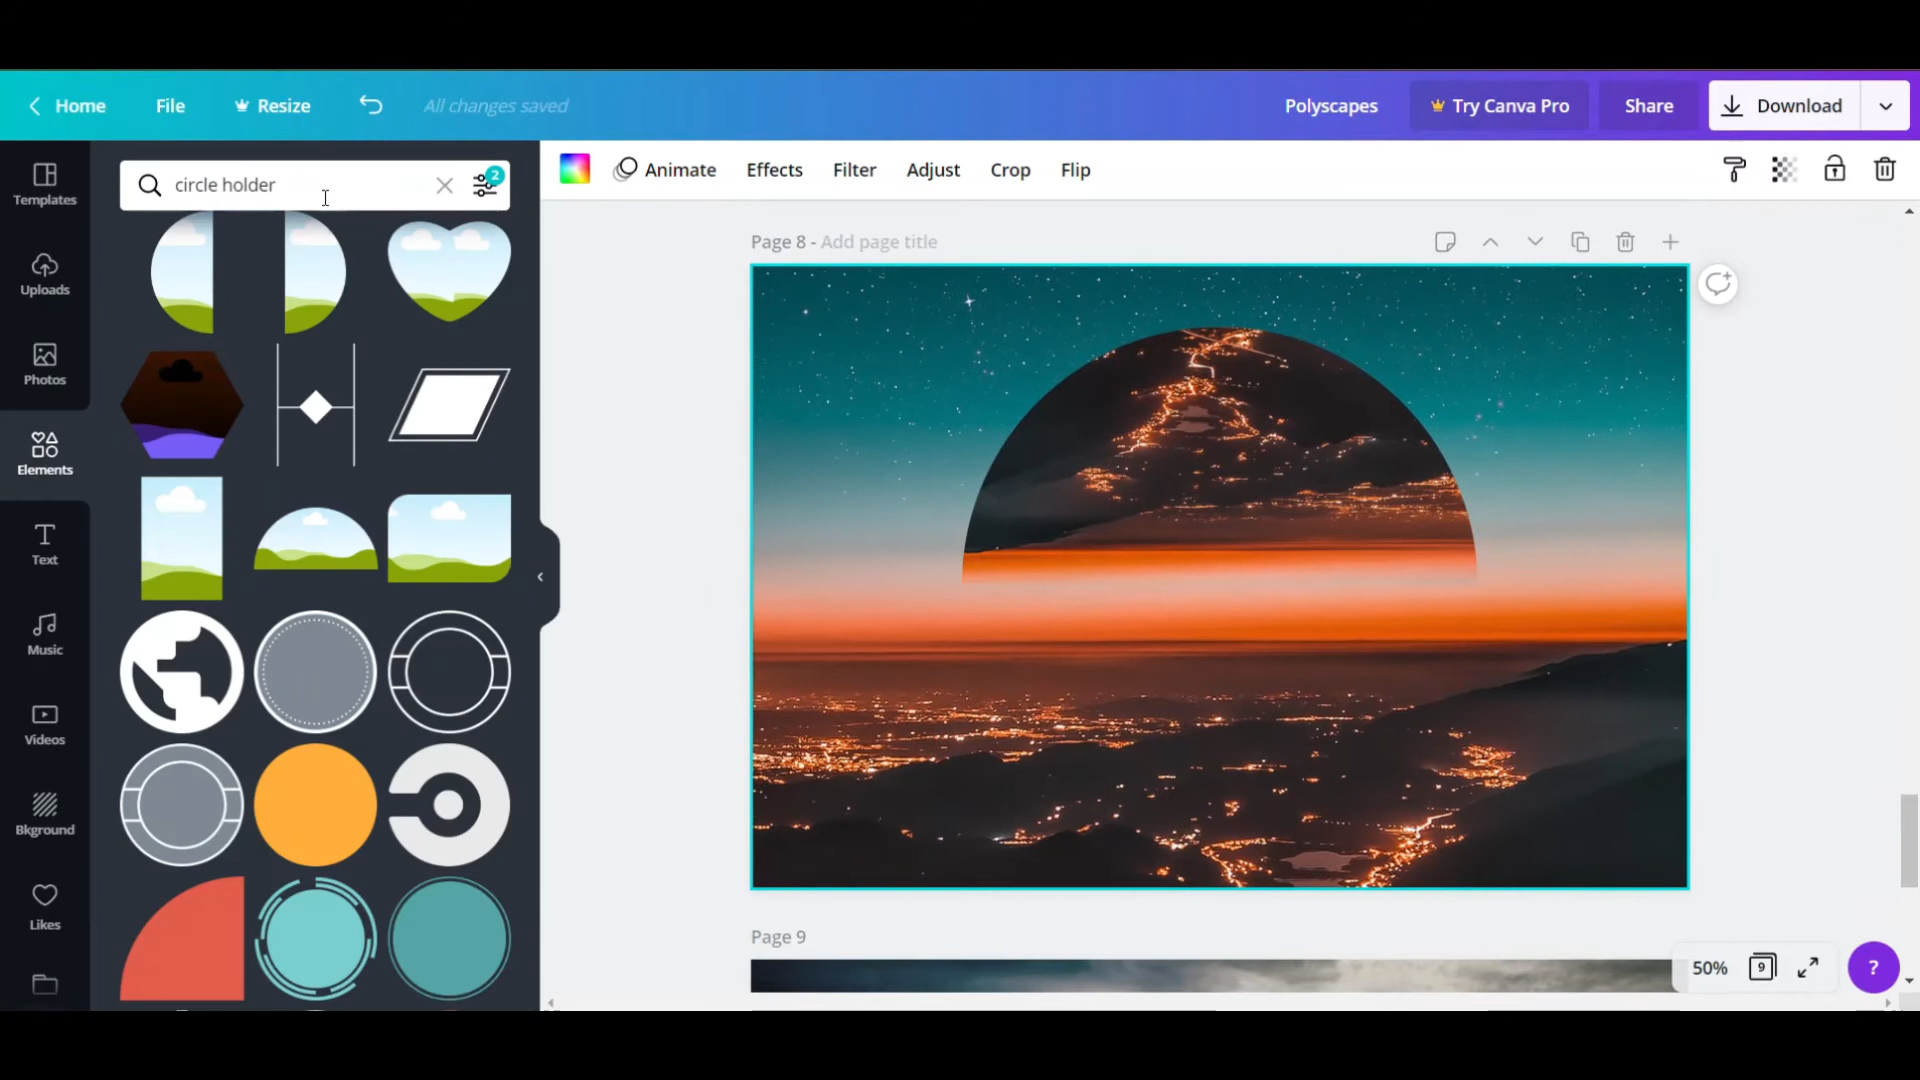 Home
File
Resize
All changes saved
Polyscapes
Try Canva Pro
Share
Download
Templates
Uploads
Photos
Elements
Text
Music
Videos
Bkground
Likes
circle holder
2
Animate
Effects
Filter
Adjust
Crop
Flip
Page 8 - Add page title
Page 9
50%
9
?